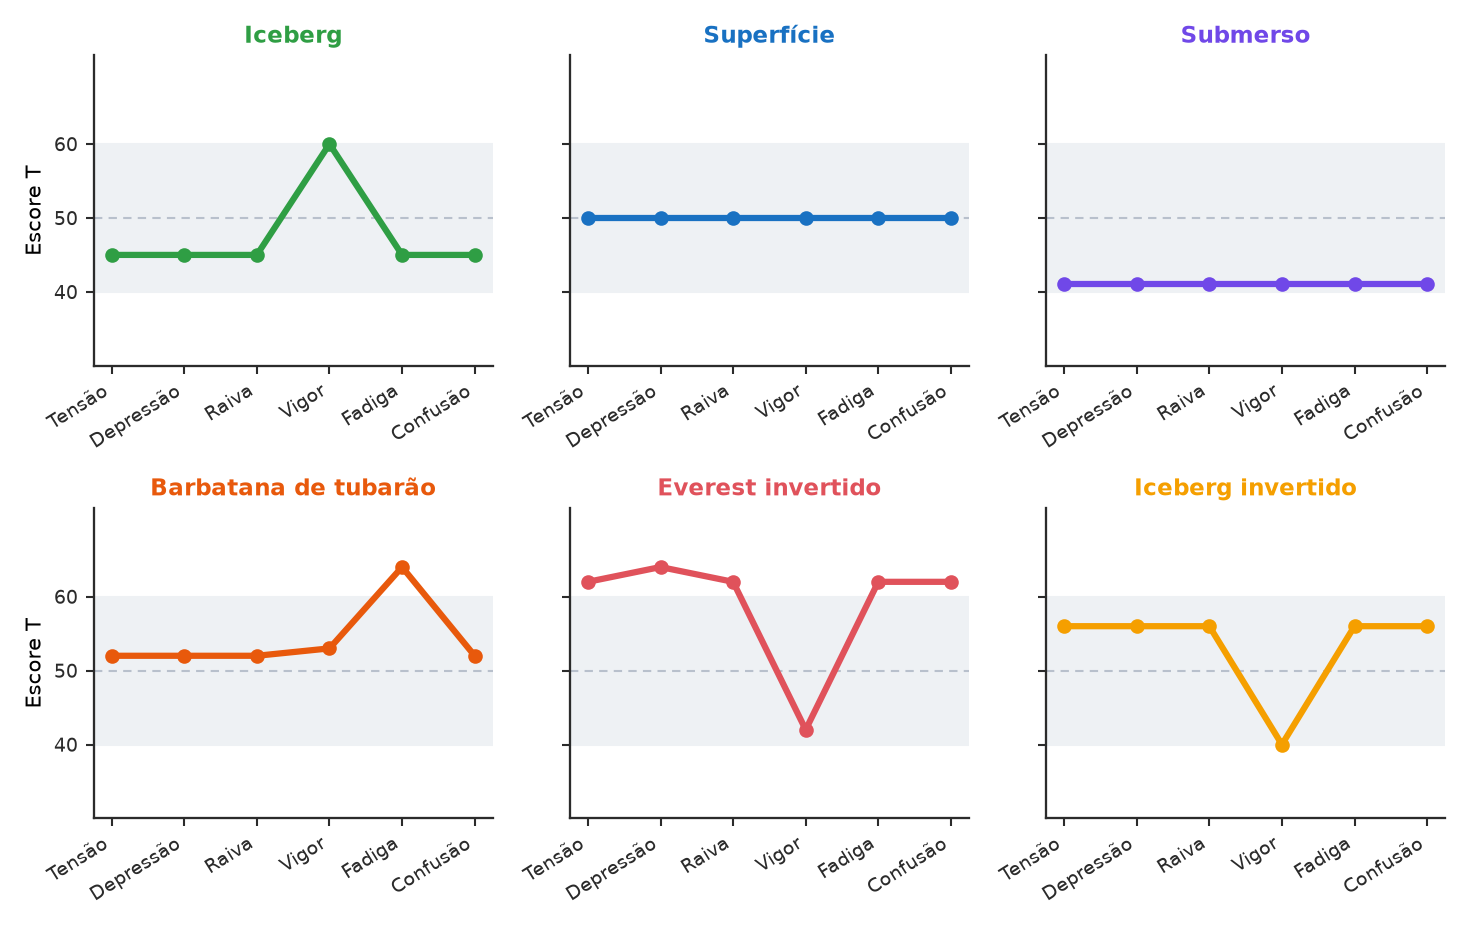 Iceberg
Superfície
Submerso
Escore T
60
50
40
Tensão
Depressão
Raiva
Vigor
Fadiga
Confusão
Tensão
Depressão
Raiva
Vigor
Fadiga
Confusão
Tensão
Depressão
Raiva
Vigor
Fadiga
Confusão
Barbatana de tubarão
Everest invertido
Iceberg invertido
Escore T
60
50
40
Tensão
Depressão
Raiva
Vigor
Fadiga
Confusão
Tensão
Depressão
Raiva
Vigor
Fadiga
Confusão
Tensão
Depressão
Raiva
Vigor
Fadiga
Confusão